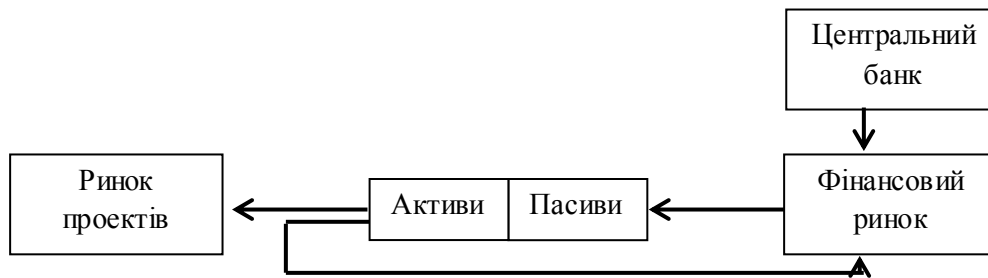 Центральний
банк
Ринок
проектів
Активи
Пасиви
Фінансовий
ринок